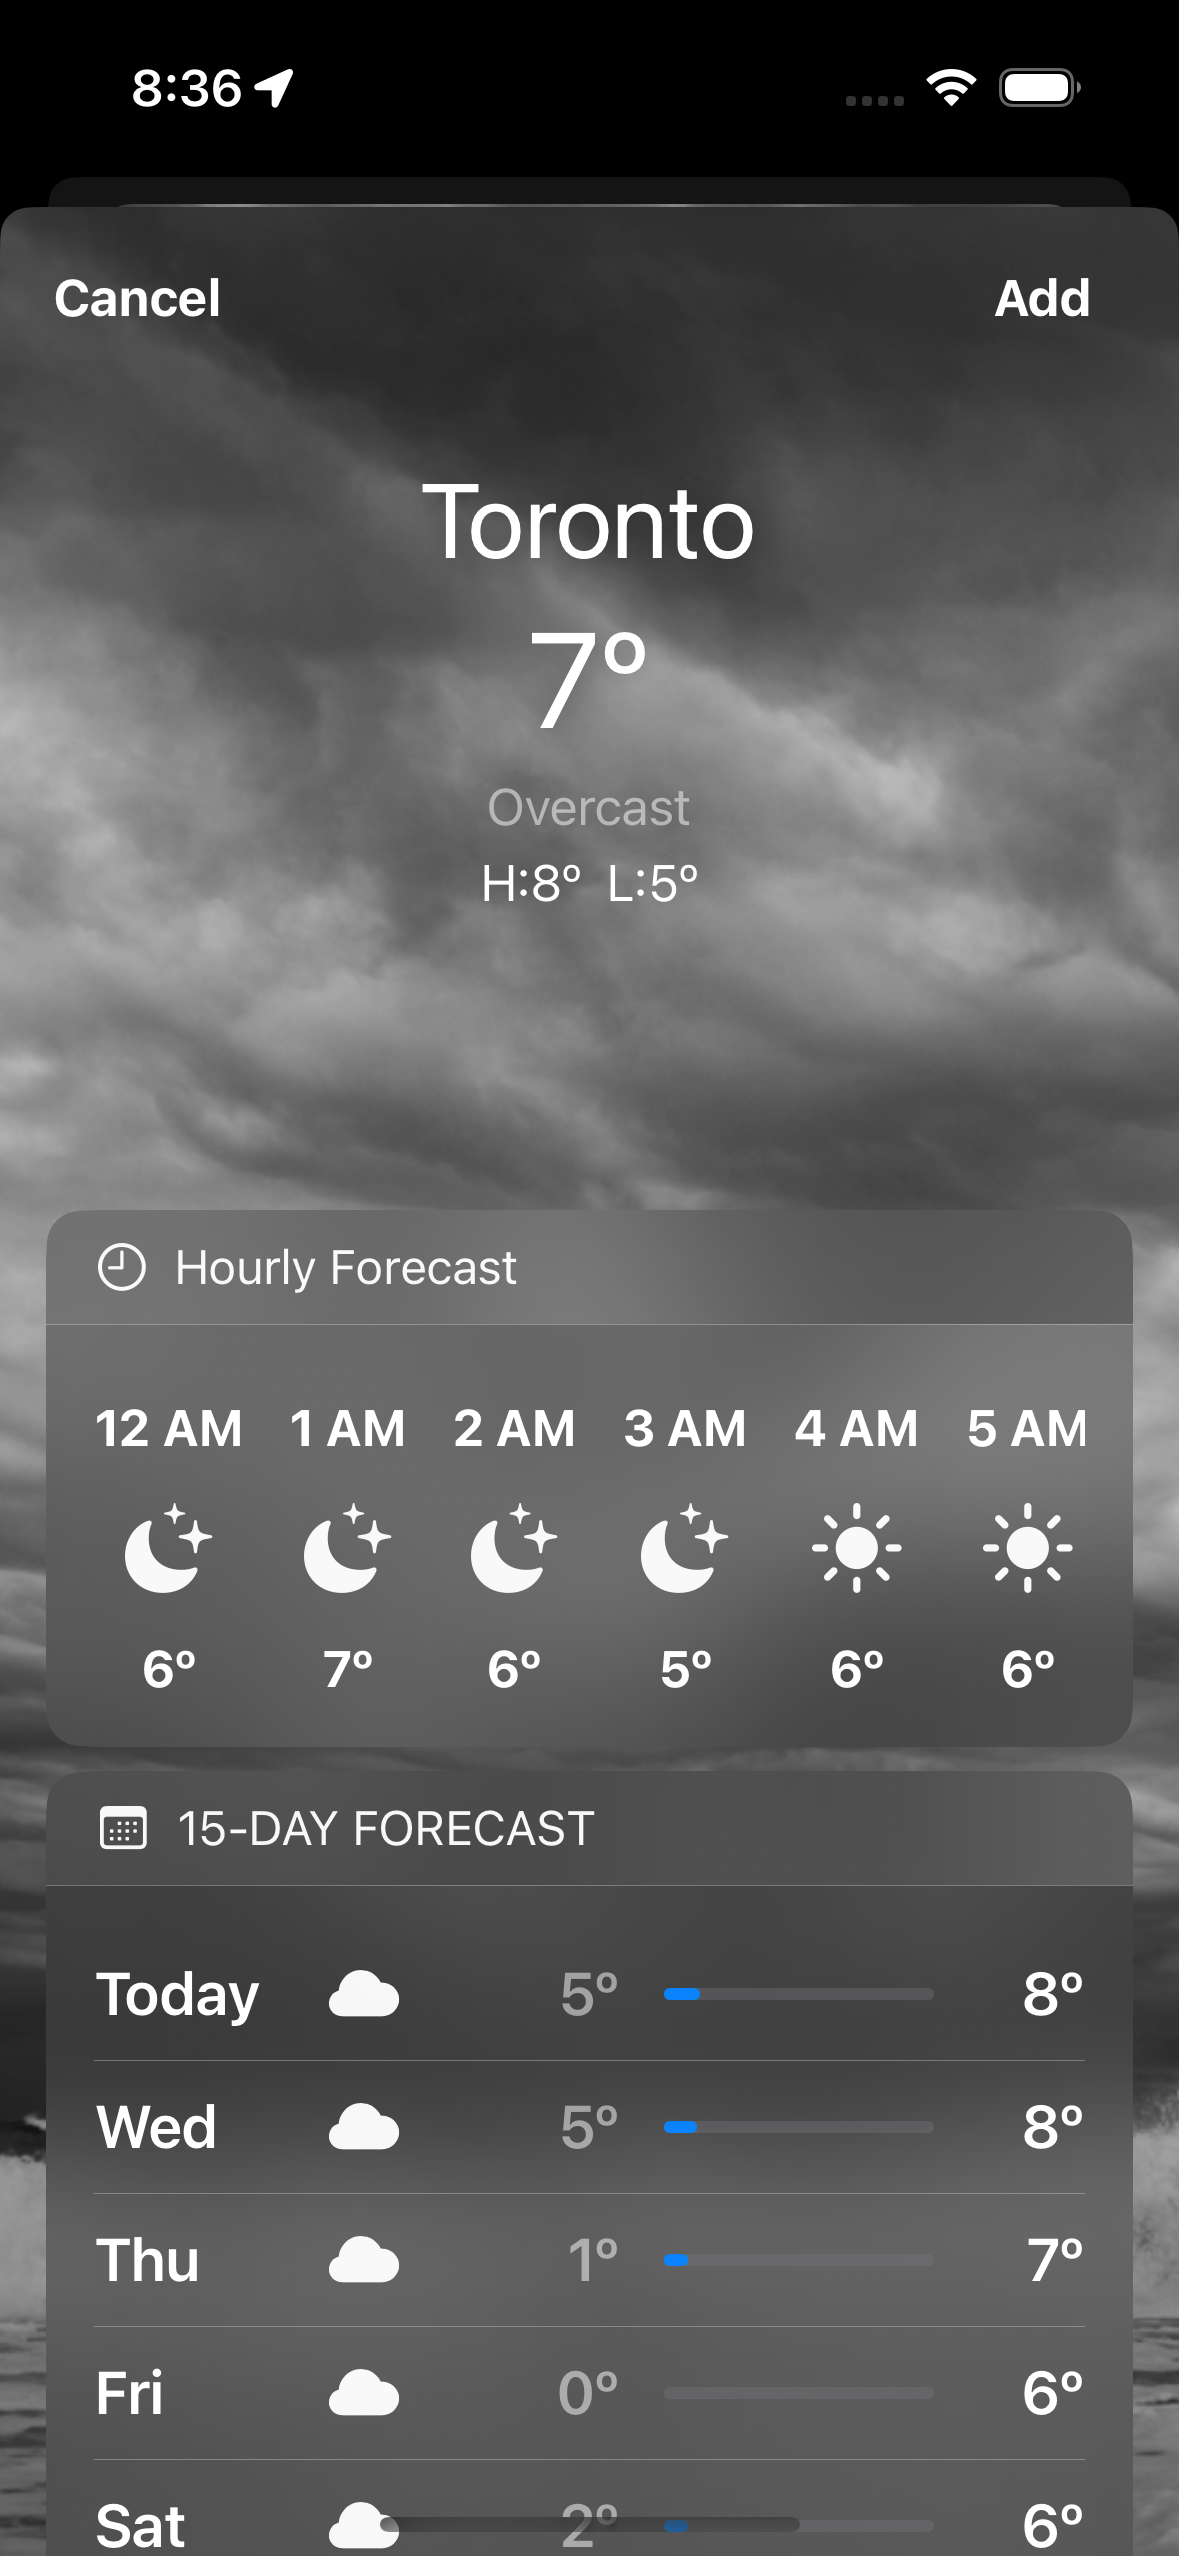 8:36
Cancel Add
Toronto
7°
Overcast
H:8° L:5°
Hourly Forecast
12 AM 1 AM 2 AM 3 AM 4 AM 5 AM
6° 7° 6° 5° 6° 6°
15-DAY FORECAST
Today 5° 8°
Wed 5° 8°
Thu 1° 7°
Fri 0° 6°
Sat 2° 6°